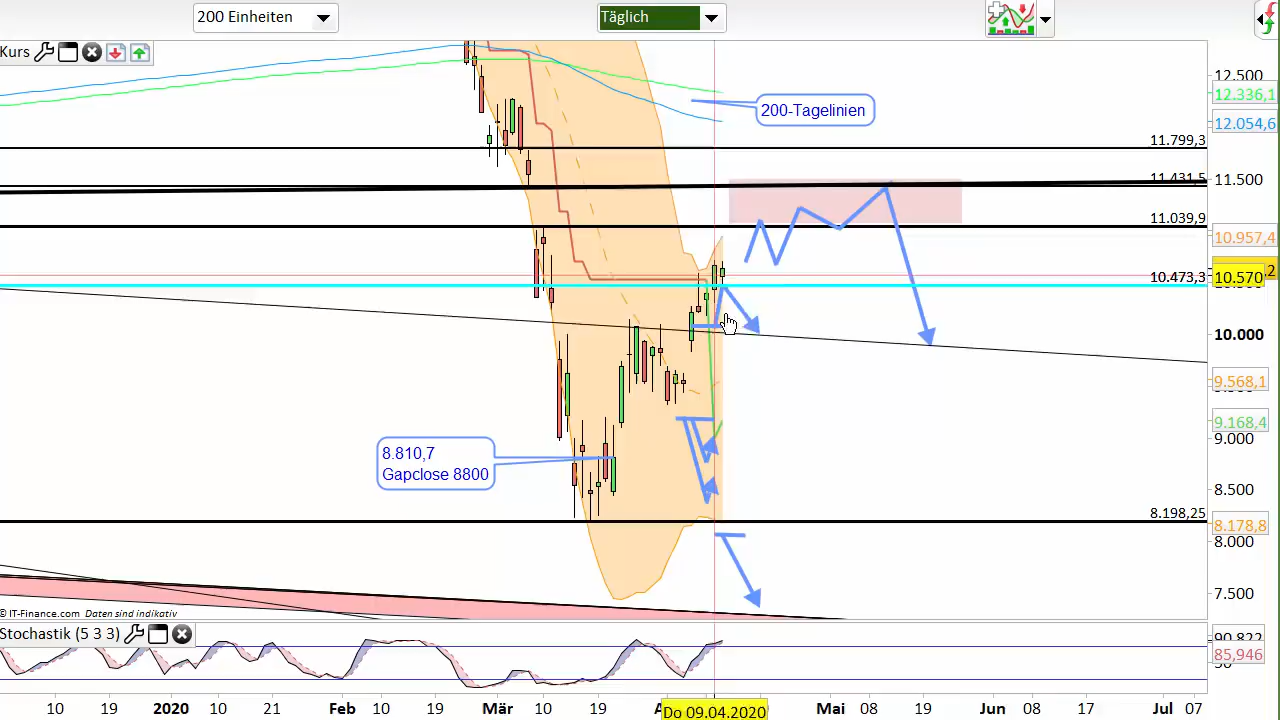 200 Einheiten
Täglich
Kurs
12.500
12.336,1
200-Tagelinien
12.054,6
11.799,3
11.431,5
11.500
11.039,9
10.957,4
10.473,3
10.570
10.000
9.568,1
9.168,4
9.000
8.810,7
Gapclose 8800
8.500
8.198,25
8.178,8
8.000
7.500
© IT-Finance.com Daten sind indikativ
Stochastik (5 3 3)
90,822
85,946
10 19 2020 10 21 Feb 10 19 Mär 10 19 Do 09.04.2020 Mai 08 19 Jun 08 17 Jul 07